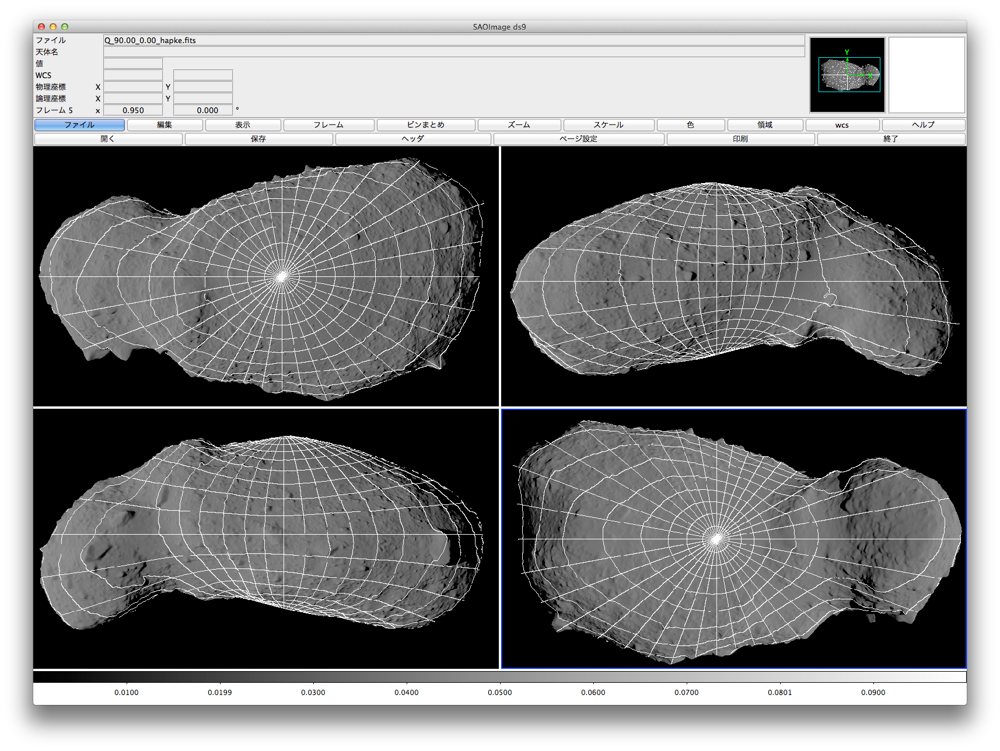 SAOImage ds9
ファイル Q_90.00_0.00_hapke.fits
天体名
値
WCS
物理座標 X Y
論理座標 X Y
フレーム 5 x 0.950 0.000 °
Y
X
ファイル 編集 表示 フレーム ビンまとめ ズーム スケール 色 領域 wcs ヘルプ
開く 保存 ヘッダ ページ設定 印刷 終了
0.0100 0.0199 0.0300 0.0400 0.0500 0.0600 0.0700 0.0801 0.0900